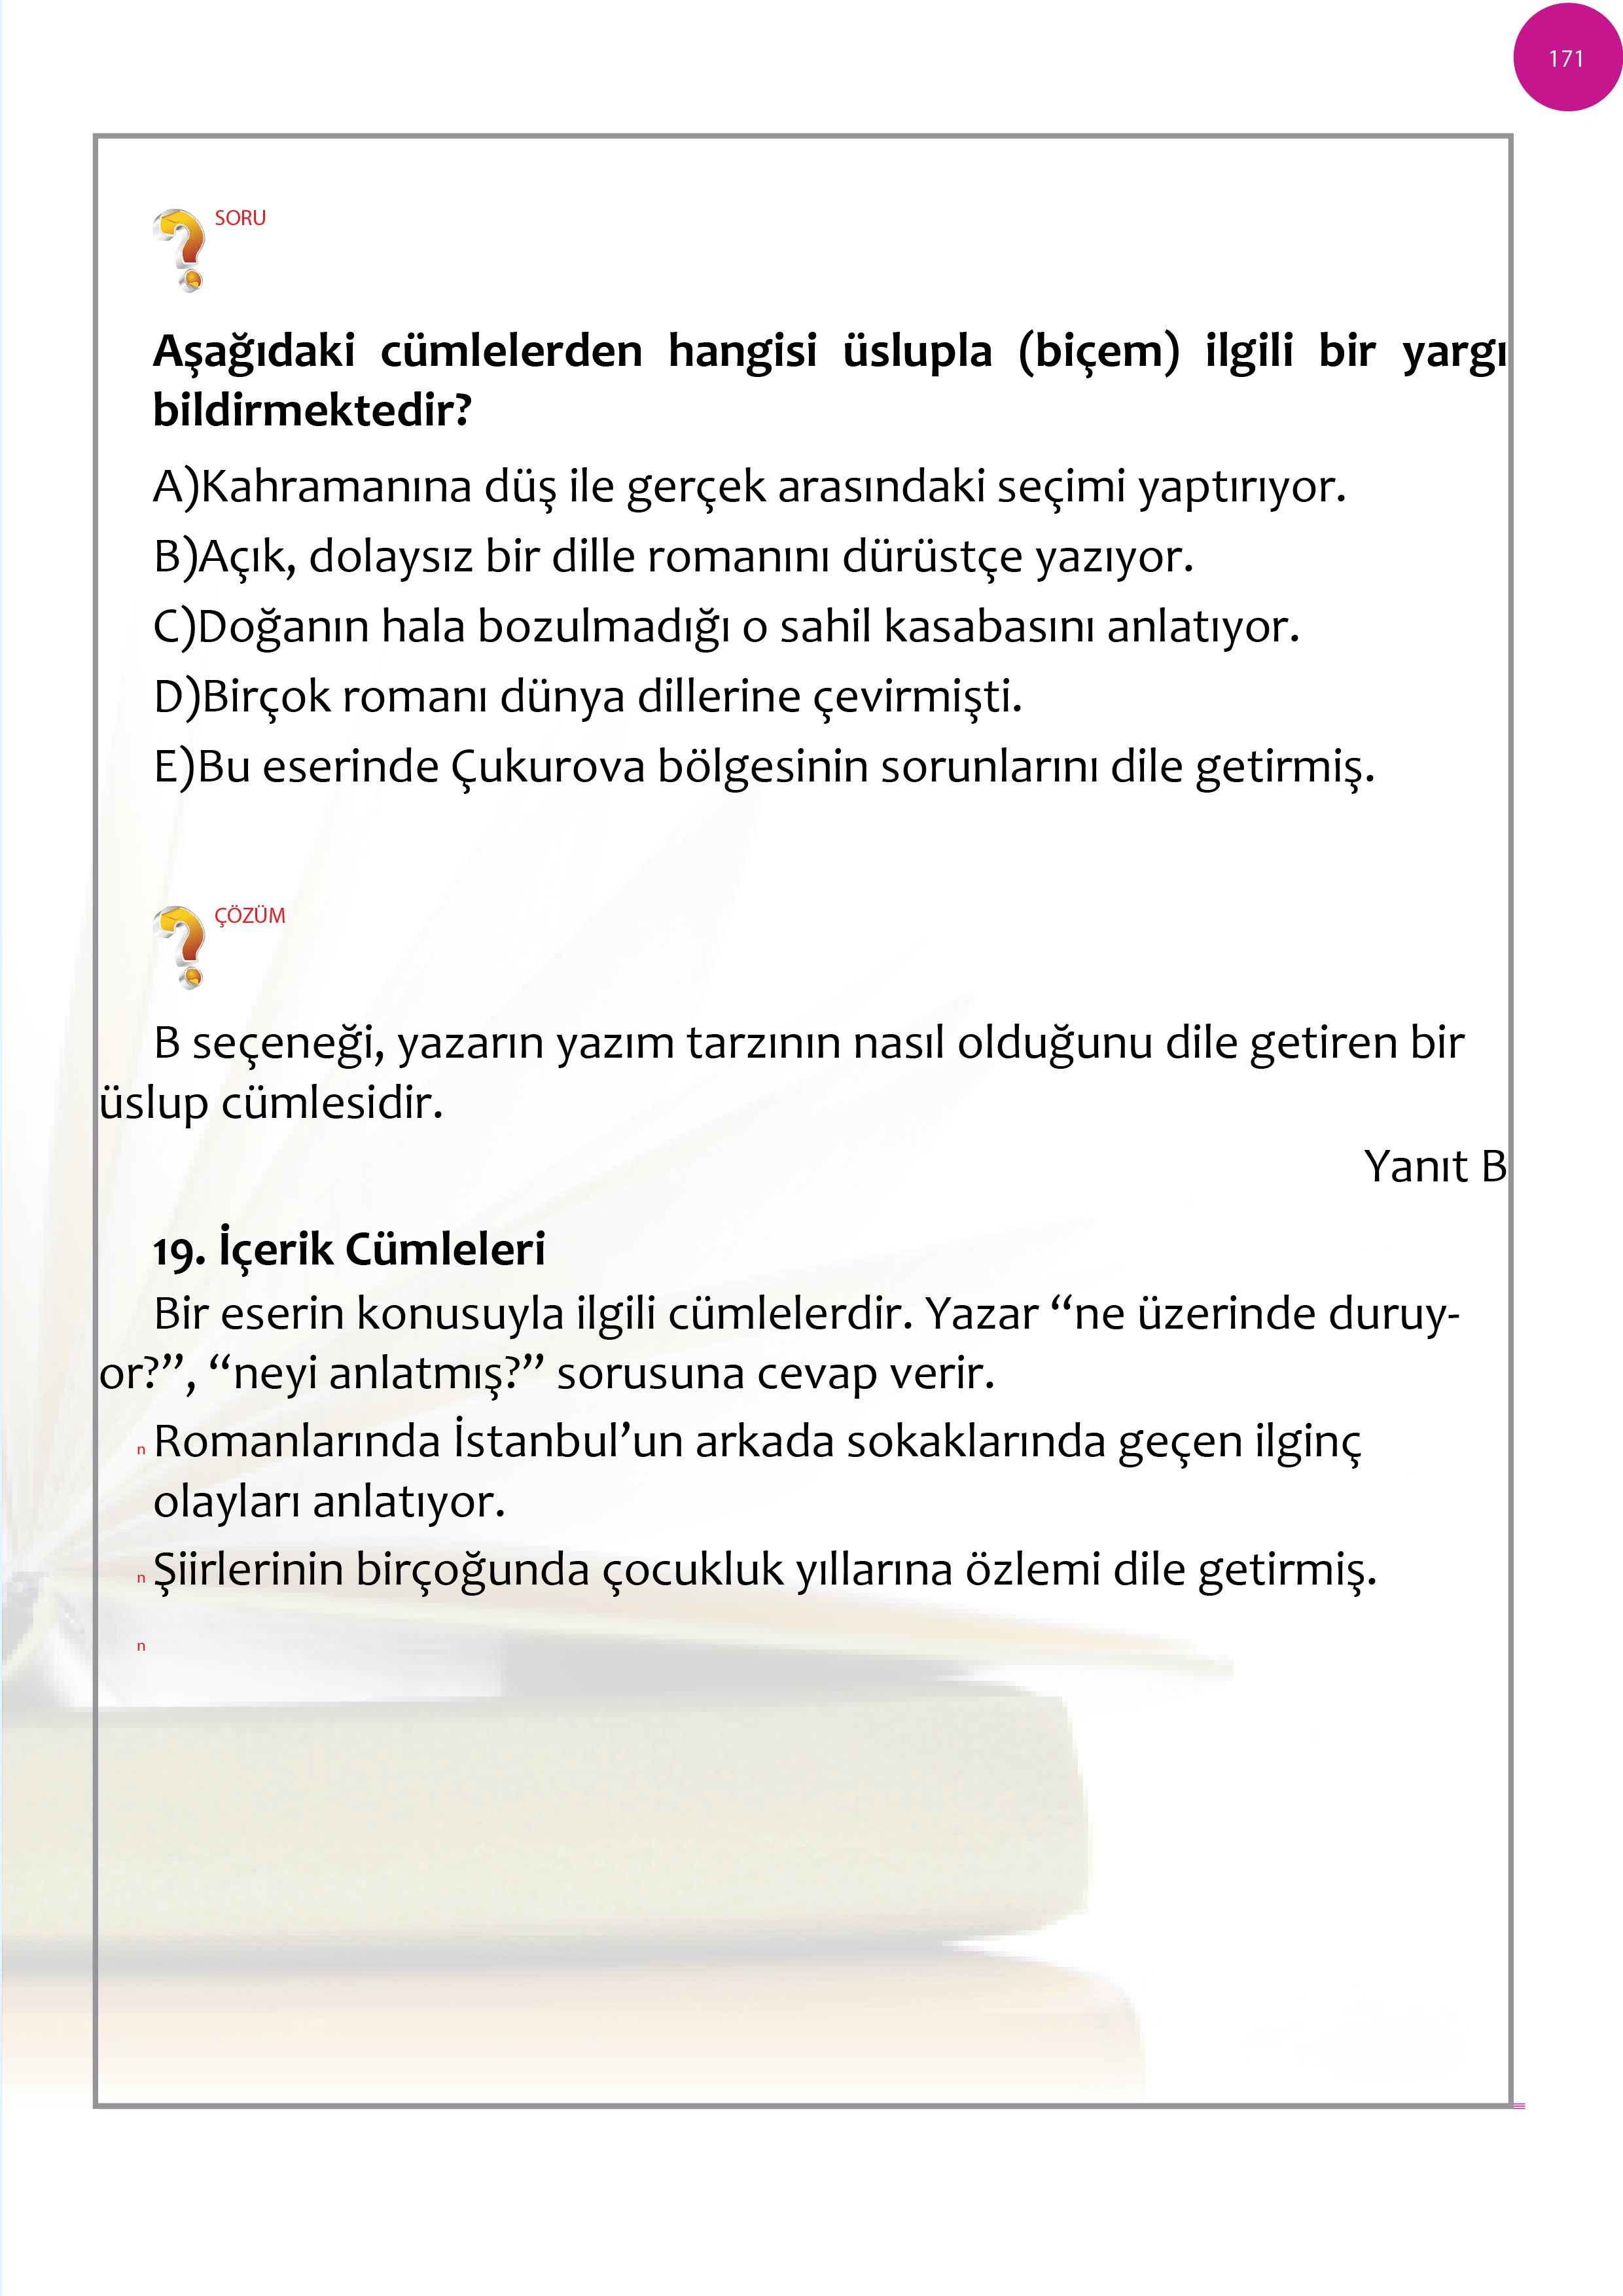 171
SORU
Aşağıdaki cümlelerden hangisi üslupla (biçem) ilgili bir yargı
bildirmektedir?
A)Kahramanına düş ile gerçek arasındaki seçimi yaptırıyor.
B)Açık, dolaysız bir dille romanını dürüstçe yazıyor.
C)Doğanın hala bozulmadığı o sahil kasabasını anlatıyor.
D)Birçok romanı dünya dillerine çevirmişti.
E)Bu eserinde Çukurova bölgesinin sorunlarını dile getirmiş.
ÇÖZÜM
B seçeneği, yazarın yazım tarzının nasıl olduğunu dile getiren bir
üslup cümlesidir.
Yanıt B
19. İçerik Cümleleri
Bir eserin konusuyla ilgili cümlelerdir. Yazar “ne üzerinde duruy-
or?”, “neyi anlatmış?” sorusuna cevap verir.
n Romanlarında İstanbul’un arkada sokaklarında geçen ilginç
olayları anlatıyor.
n Şiirlerinin birçoğunda çocukluk yıllarına özlemi dile getirmiş.
n